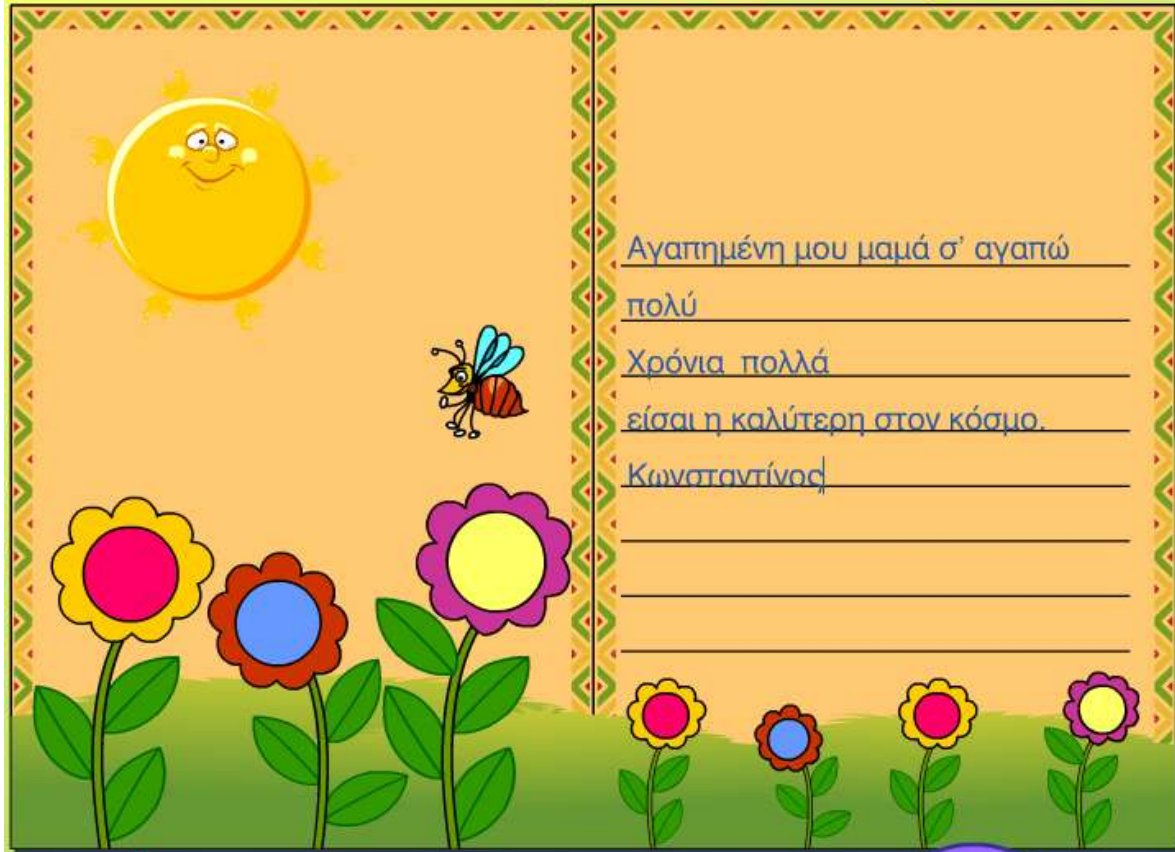 Αγαπημένη μου μαμά σ' αγαπώ
πολύ
Χρόνια πολλά
είσαι η καλύτερη στον κόσμο.
Κωνσταντίνος